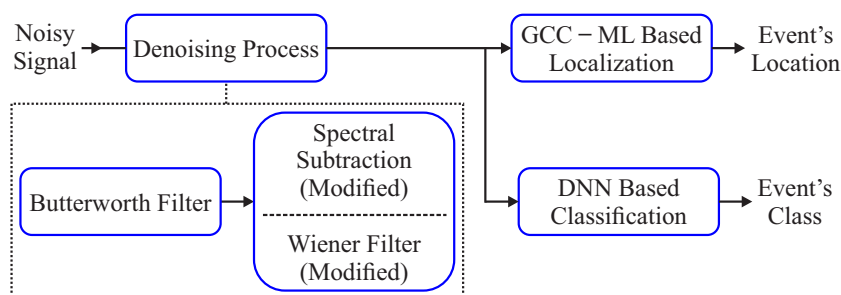 Noisy
Signal
Denoising Process
GCC – ML Based
Localization
Event's
Location
Butterworth Filter
Spectral
Subtraction
(Modified)
Wiener Filter
(Modified)
DNN Based
Classification
Event's
Class